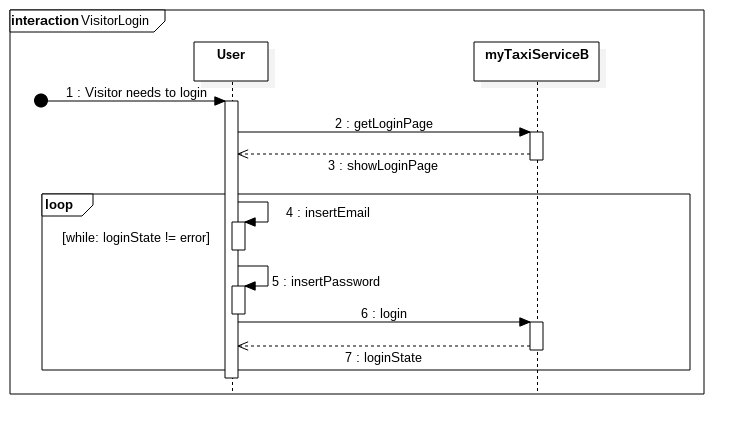 interaction VisitorLogin
User
myTaxiServiceB
1 : Visitor needs to login
2 : getLoginPage
3 : showLoginPage
loop
4 : insertEmail
[while: loginState != error]
5 : insertPassword
6 : login
7 : loginState